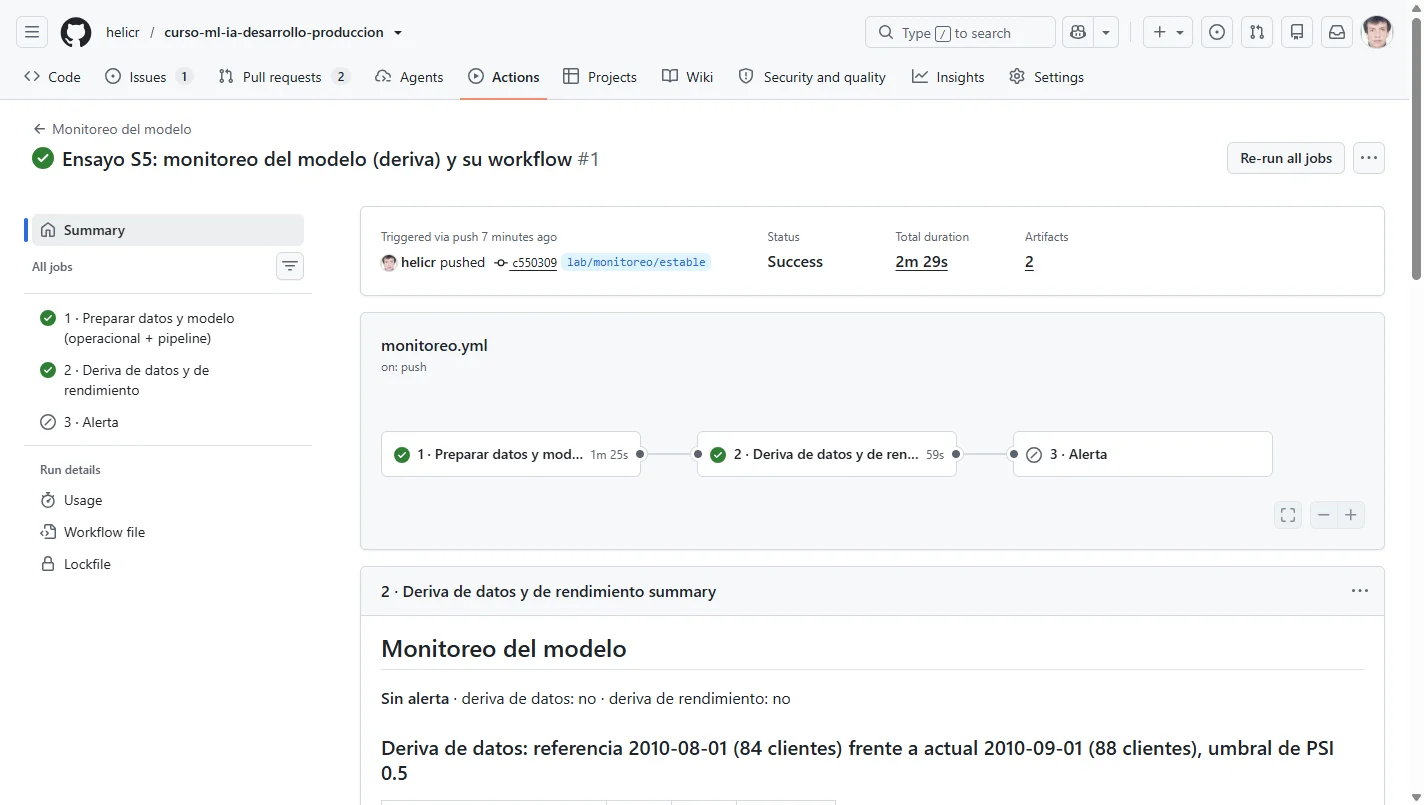 helicr / curso-ml-ia-desarrollo-produccion
Type / to search
Code
Issues 1
Pull requests 2
Agents
Actions
Projects
Wiki
Security and quality
Insights
Settings
Monitoreo del modelo
Ensayo S5: monitoreo del modelo (deriva) y su workflow #1
Re-run all jobs
Summary
All jobs
1 · Preparar datos y modelo
(operacional + pipeline)
2 · Deriva de datos y de
rendimiento
3 · Alerta
Run details
Usage
Workflow file
Lockfile
Triggered via push 7 minutes ago
helicr pushed c550309 lab/monitoreo/estable
Status
Success
Total duration
2m 29s
Artifacts
2
monitoreo.yml
on: push
1 · Preparar datos y mod... 1m 25s
2 · Deriva de datos y de ren... 59s
3 · Alerta
2 · Deriva de datos y de rendimiento summary
Monitoreo del modelo
Sin alerta · deriva de datos: no · deriva de rendimiento: no
Deriva de datos: referencia 2010-08-01 (84 clientes) frente a actual 2010-09-01 (88 clientes), umbral de PSI
0.5